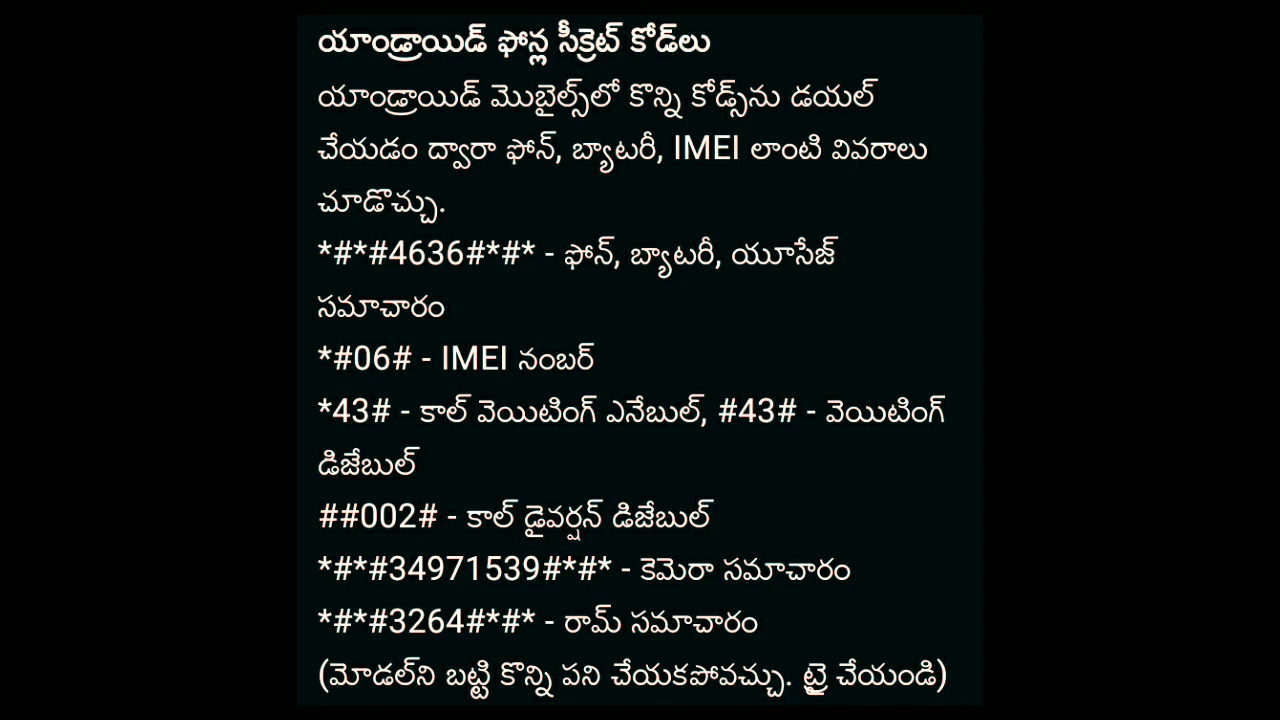 యాండ్రాయిడ్ ఫోన్ల సీక్రెట్ కోడ్‌లు
యాండ్రాయిడ్ మొబైల్స్‌లో కొన్ని కోడ్స్‌ను డయల్
చేయడం ద్వారా ఫోన్, బ్యాటరీ, IMEI లాంటి వివరాలు
చూడొచ్చు.
*#*#4636#*#* - ఫోన్, బ్యాటరీ, యూసేజ్
సమాచారం
*#06# - IMEI నంబర్
*43# - కాల్ వెయిటింగ్ ఎనేబుల్, #43# - వెయిటింగ్
డిజేబుల్
##002# - కాల్ డైవర్షన్ డిజేబుల్
*#*#34971539#*#* - కెమెరా సమాచారం
*#*#3264#*#* - రామ్ సమాచారం
(మోడల్‌ని బట్టి కొన్ని పని చేయకపోవచ్చు. ట్రై చేయండి)